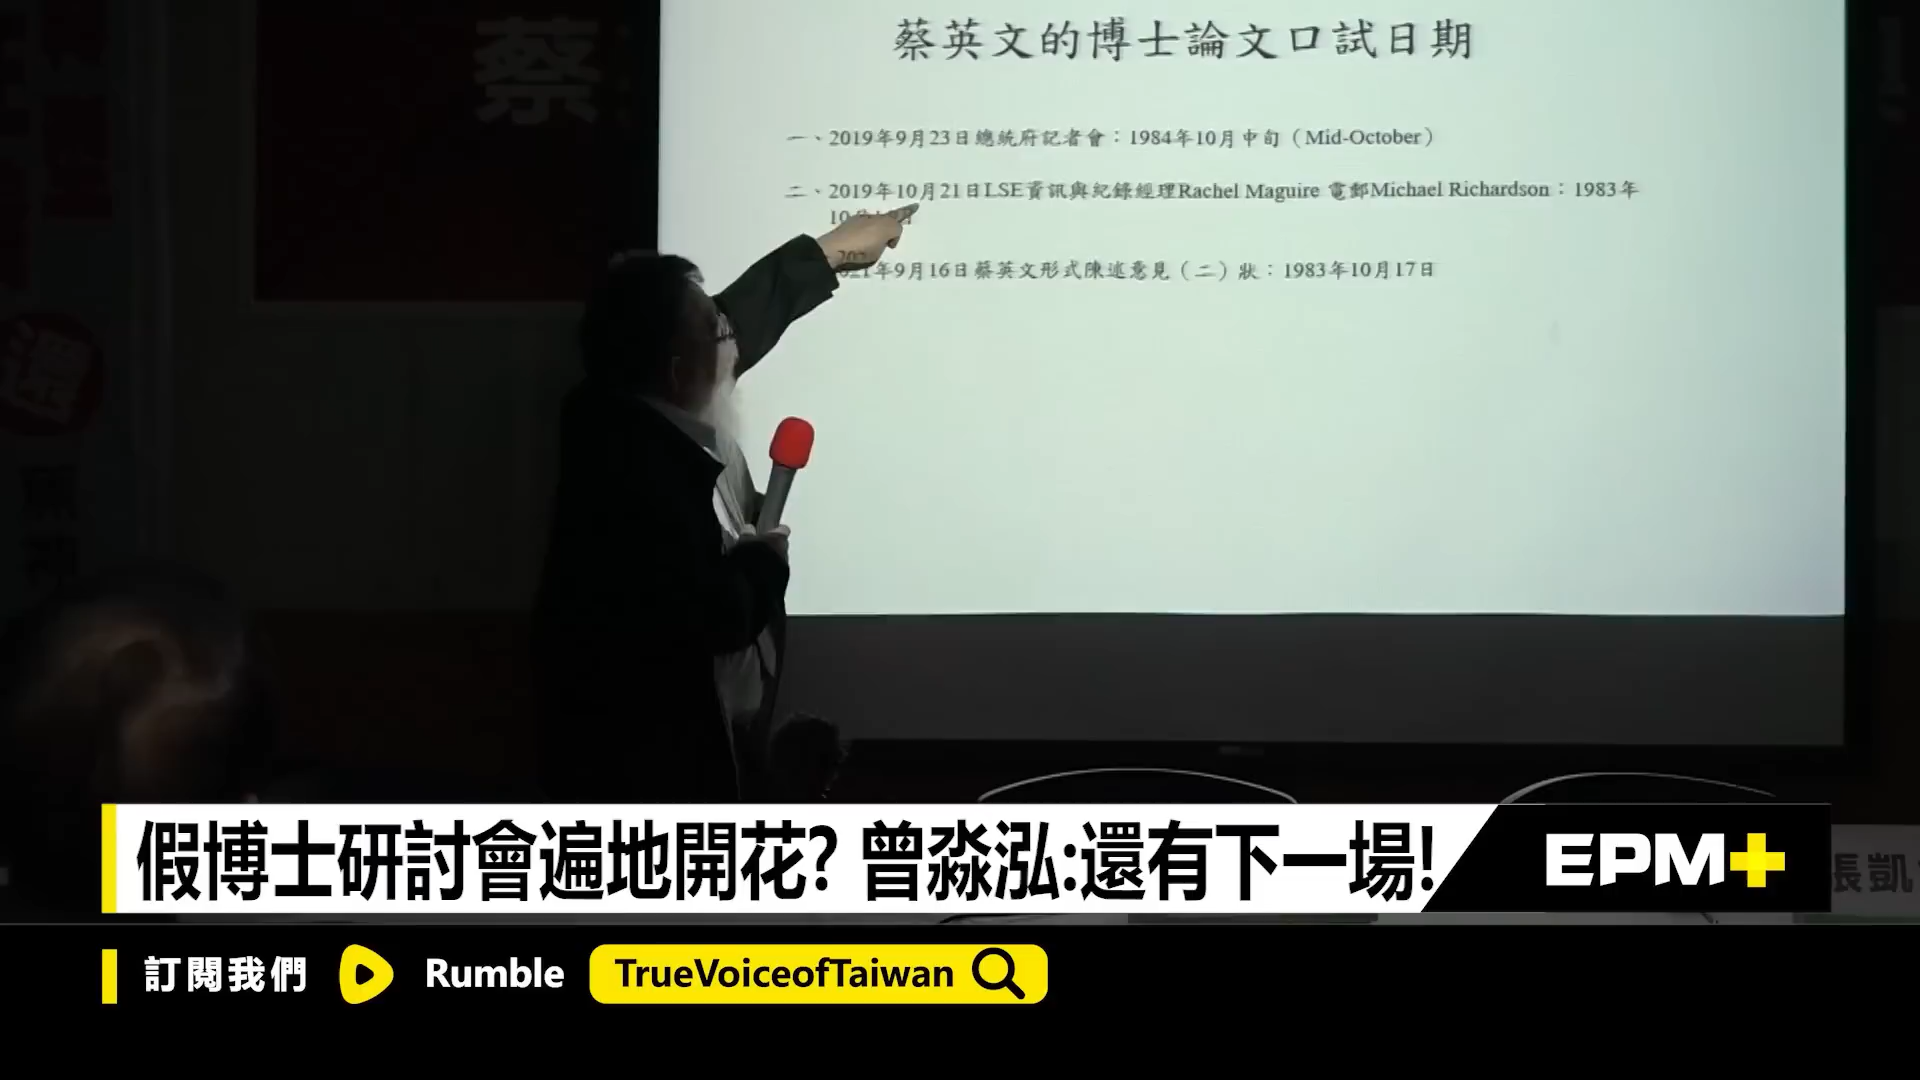 蔡
蔡英文的博士論文口試日期
一、2019年9月23日總統府記者會：1984年10月中旬（Mid-October）
二、2019年10月21日LSE資訊與紀錄經理Rachel Maguire 電郵Michael Richardson：1983年
10
2021年9月16日蔡英文形式陳述意見（二）狀：1983年10月17日
假博士研討會遍地開花? 曾淼泓:還有下一場!
EPM+
張凱
訂閱我們 Rumble TrueVoiceofTaiwan